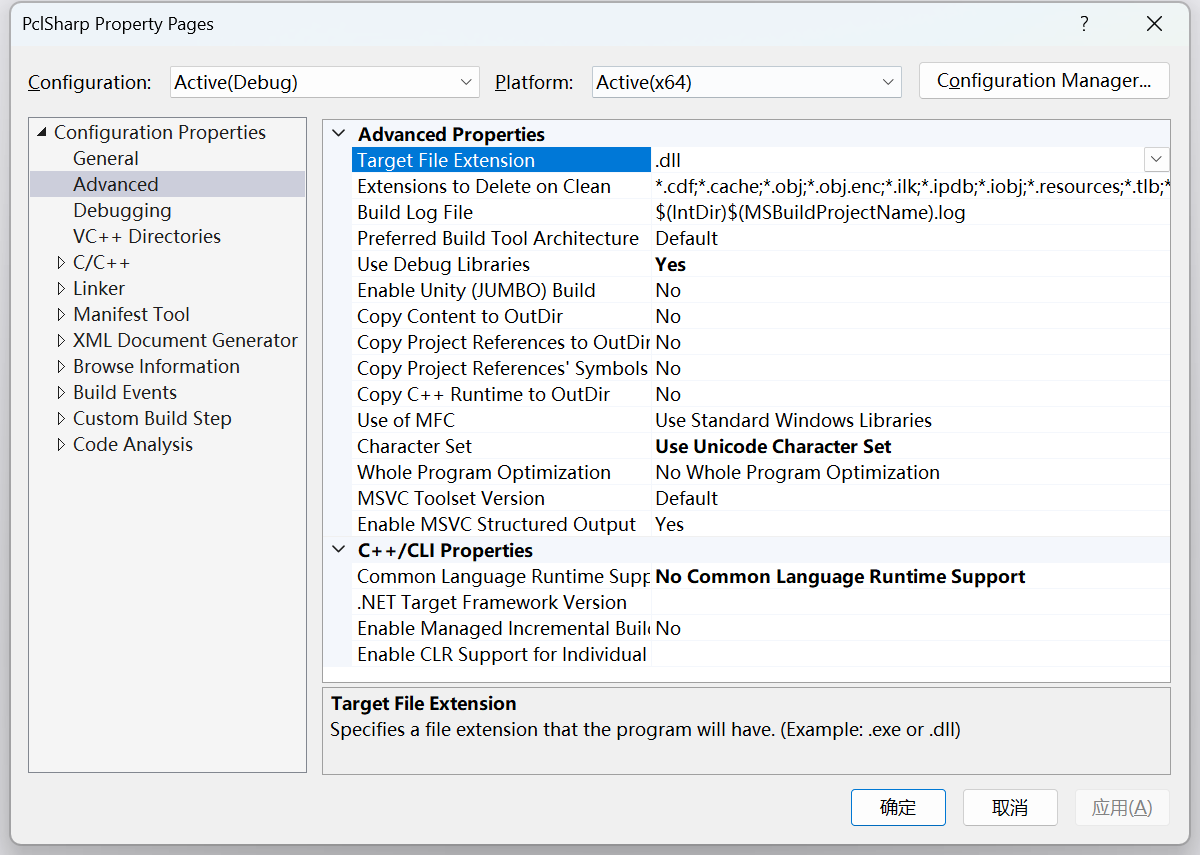 PclSharp Property Pages
Configuration: Active(Debug) Platform: Active(x64) Configuration Manager...
Configuration Properties
General
Advanced
Debugging
VC++ Directories
C/C++
Linker
Manifest Tool
XML Document Generator
Browse Information
Build Events
Custom Build Step
Code Analysis
Advanced Properties
Target File Extension .dll
Extensions to Delete on Clean *.cdf;*.cache;*.obj;*.obj.enc;*.ilk;*.ipdb;*.iobj;*.resources;*.tlb;*
Build Log File $(IntDir)$(MSBuildProjectName).log
Preferred Build Tool Architecture Default
Use Debug Libraries Yes
Enable Unity (JUMBO) Build No
Copy Content to OutDir No
Copy Project References to OutDir No
Copy Project References' Symbols No
Copy C++ Runtime to OutDir No
Use of MFC Use Standard Windows Libraries
Character Set Use Unicode Character Set
Whole Program Optimization No Whole Program Optimization
MSVC Toolset Version Default
Enable MSVC Structured Output Yes
C++/CLI Properties
Common Language Runtime Supp No Common Language Runtime Support
.NET Target Framework Version
Enable Managed Incremental Buil No
Enable CLR Support for Individual
Target File Extension
Specifies a file extension that the program will have. (Example: .exe or .dll)
确定 取消 应用(A)